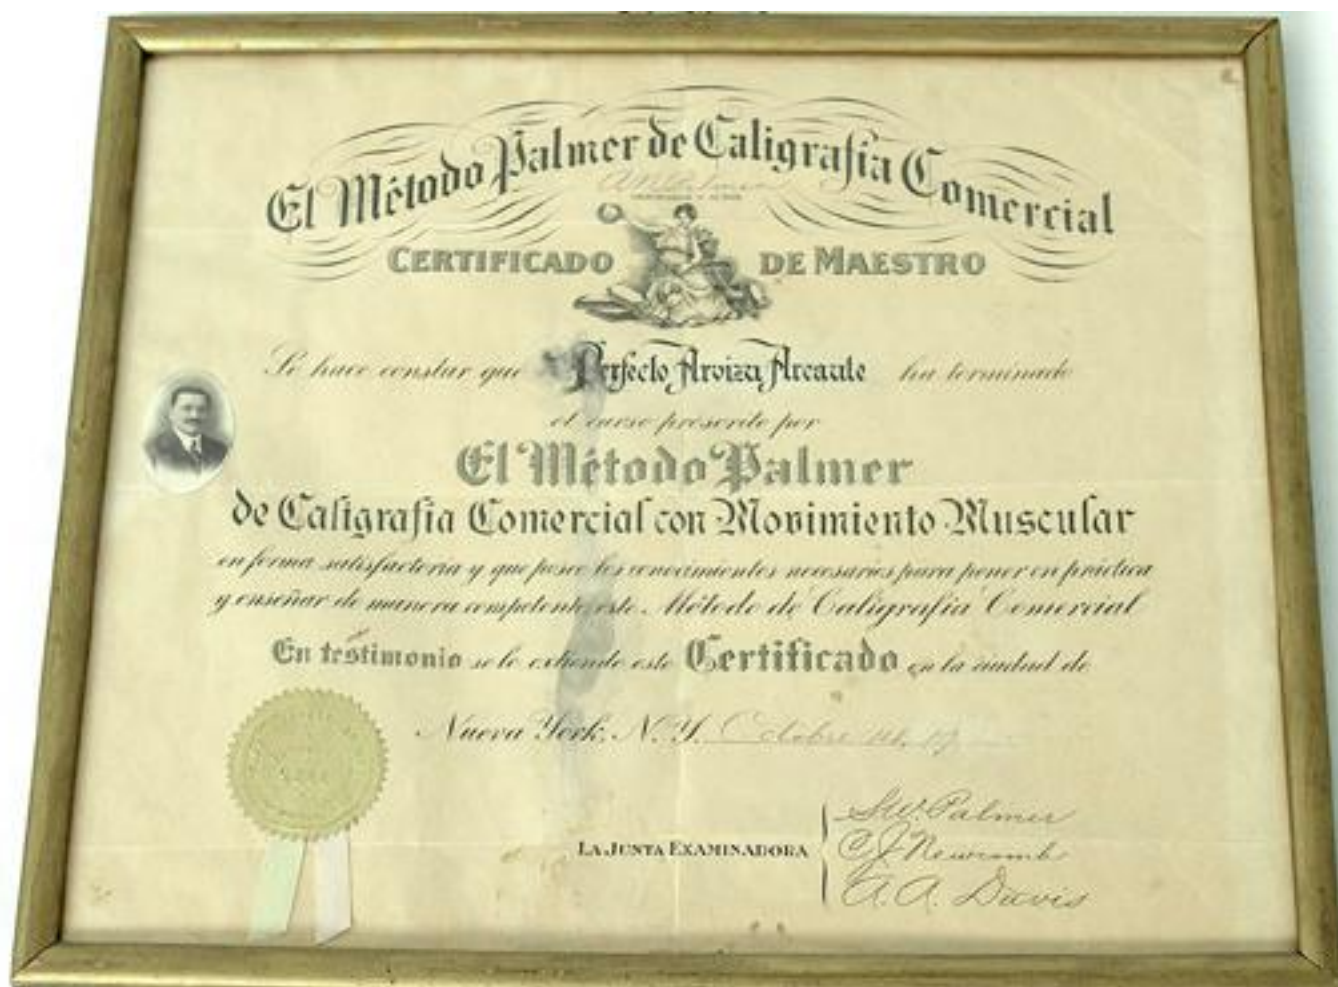 El Método Palmer de Caligrafía Comercial
CERTIFICADO DE MAESTRO
Se hace constar que Perfecto Arvizu Arcaute ha terminado
el curso prescrito por
El Método Palmer
de Caligrafía Comercial con Movimiento Muscular
en forma satisfactoria y que posee los conocimientos necesarios para poner en práctica
y enseñar de manera competente este Método de Caligrafía Comercial
En testimonio se le extiende este Certificado en la ciudad de
Nueva York, N.Y. Octubre 19
LA JUNTA EXAMINADORA
S.W. Palmer
C.J. Newcomb
A.A. Davis